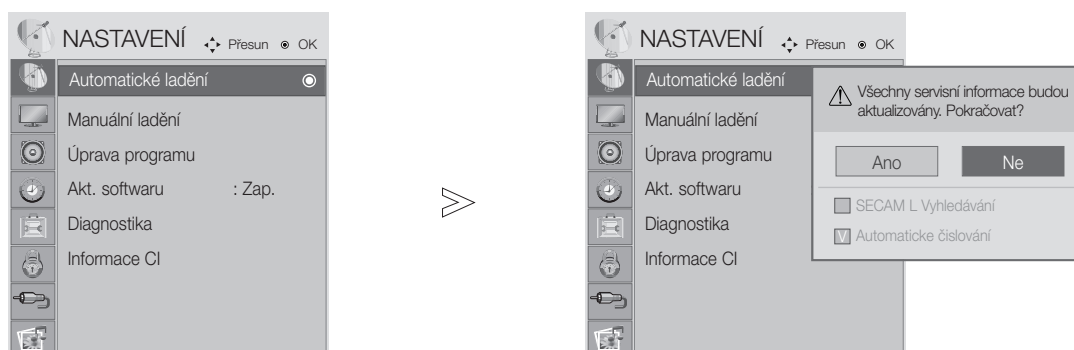 NASTAVENÍ Přesun OK
Automatické ladění
Manuální ladění
Úprava programu
Akt. softwaru : Zap.
Diagnostika
Informace CI
NASTAVENÍ Přesun OK
Automatické ladění
Manuální ladění
Úprava programu
Akt. softwaru
Diagnostika
Informace CI
Všechny servisní informace budou
aktualizovány. Pokračovat?
Ano Ne
SECAM L Vyhledávání
V Automaticke čislování